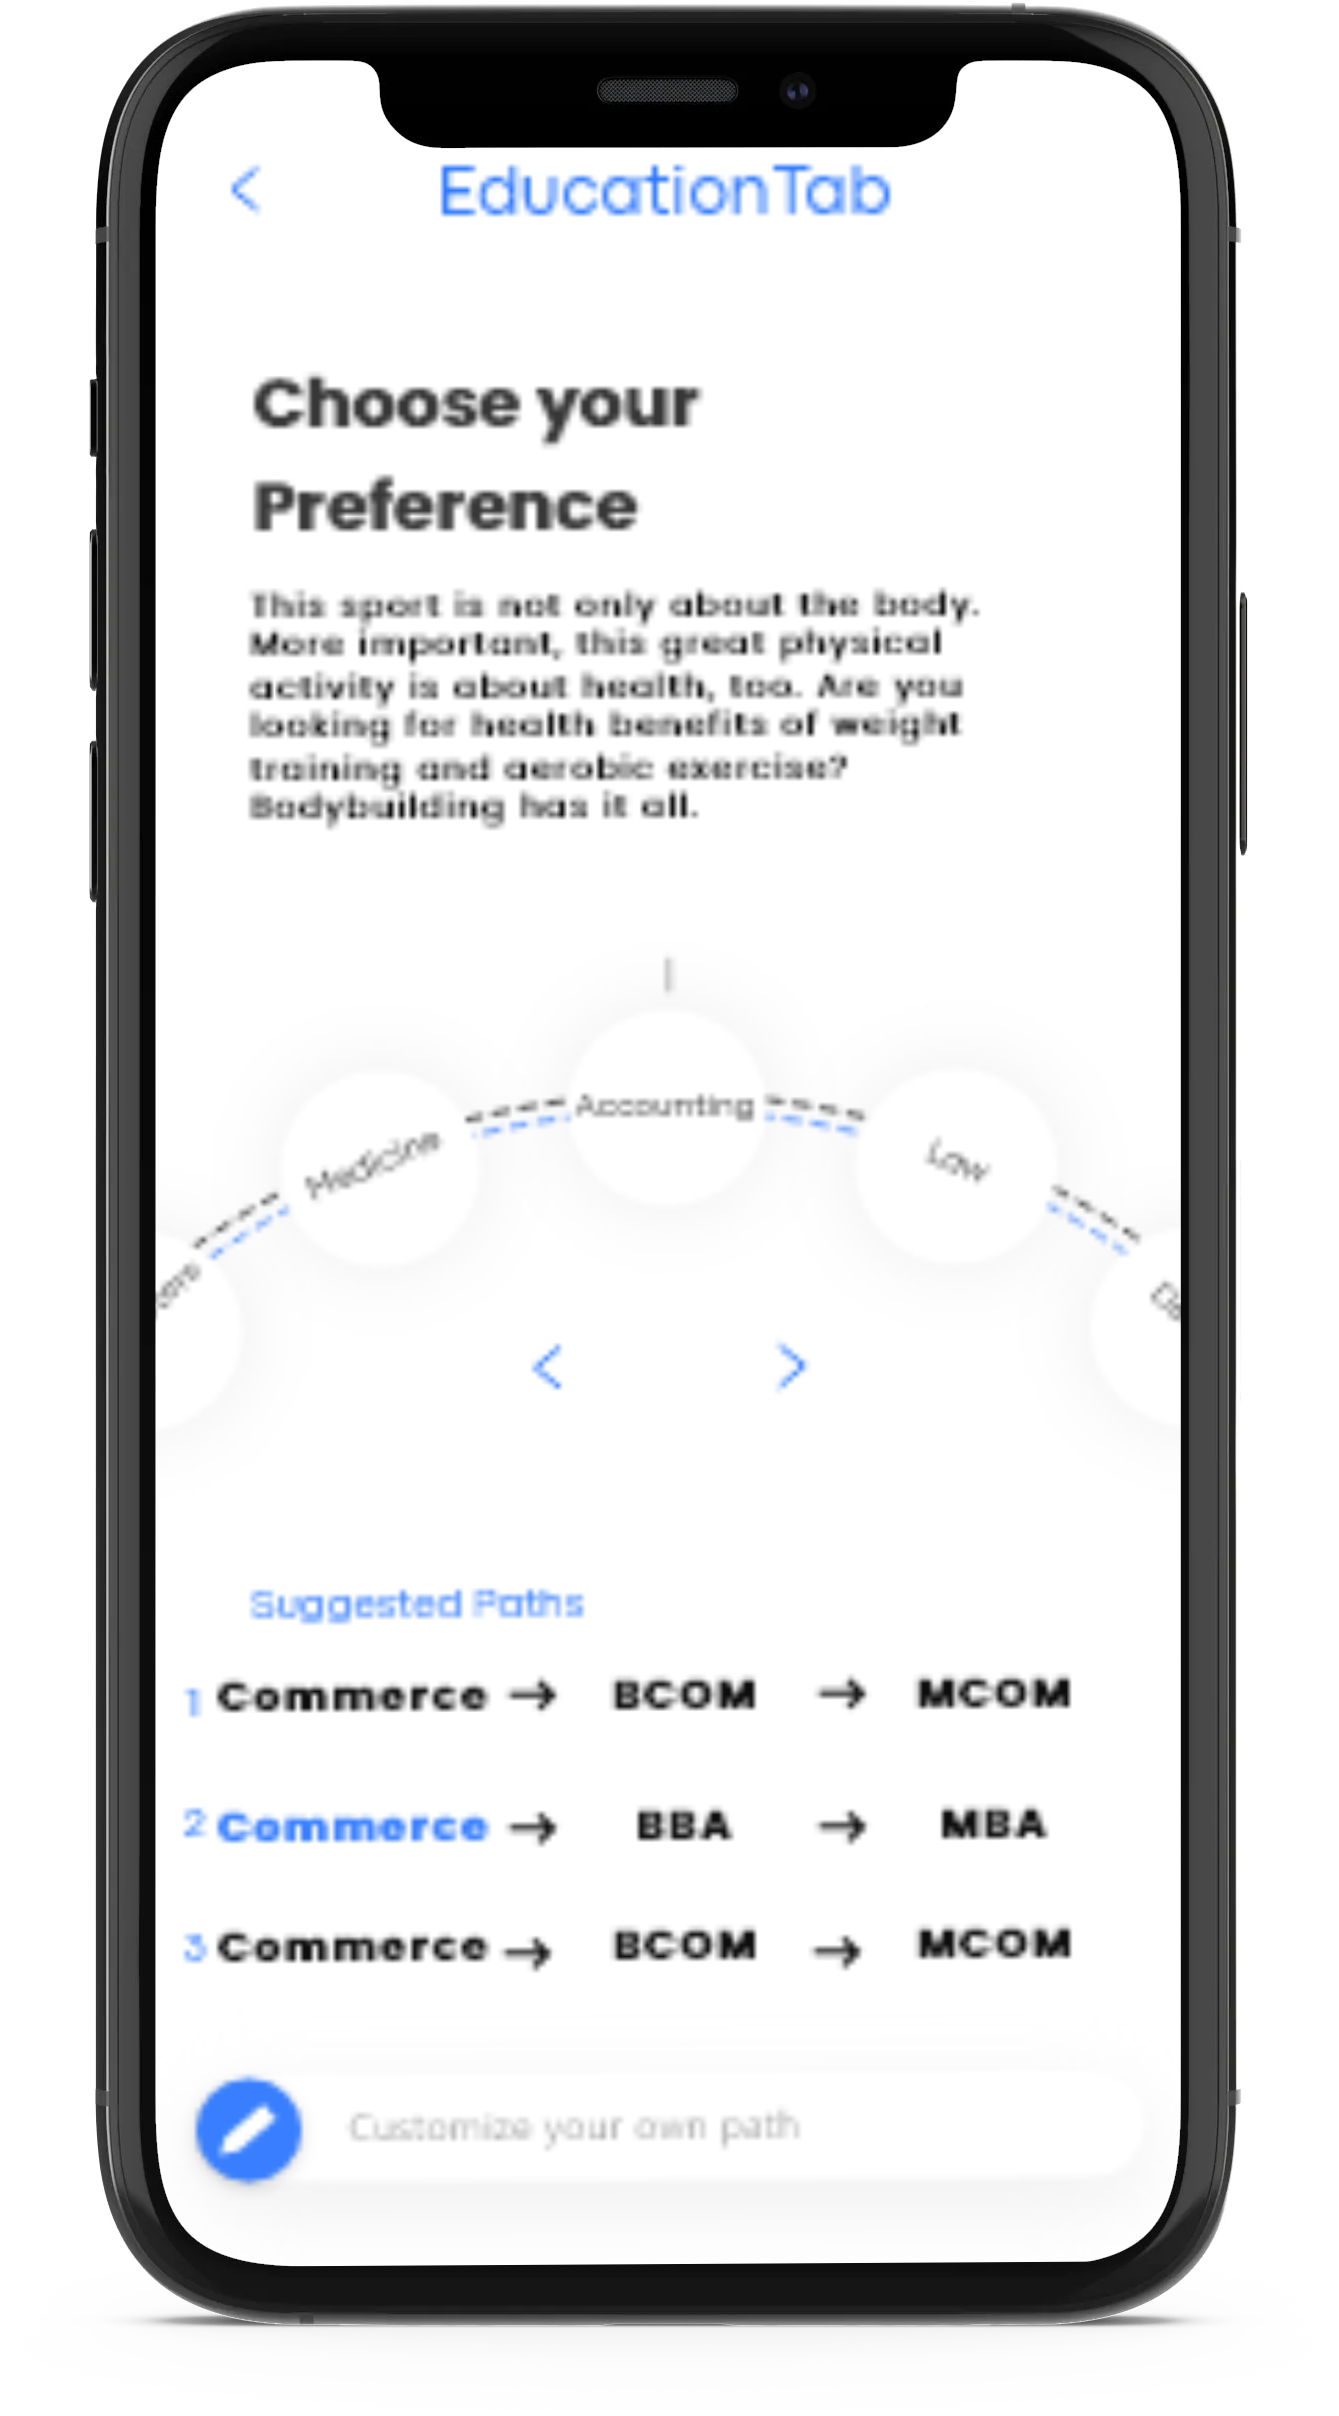 EducationTab
Choose your
Preference
This sport is not only about the body.
More important, this great physical
activity is about health, too. Are you
looking for health benefits of weight
training and aerobic exercise?
Bodybuilding has it all.
Medicine
Accounting
Law
Suggested Paths
1 Commerce → BCOM → MCOM
2 Commerce → BBA → MBA
3 Commerce → BCOM → MCOM
Customize your own path